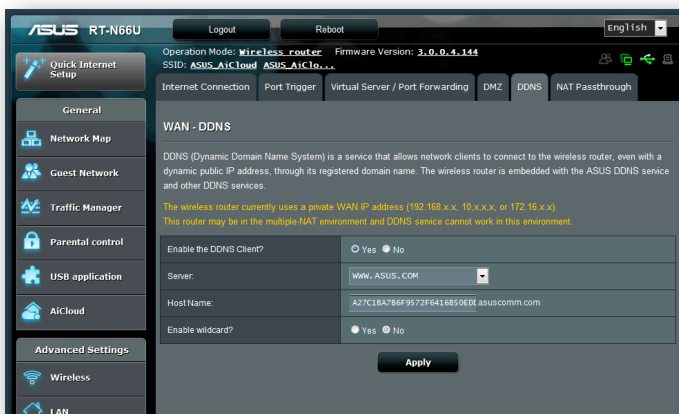 ASUS RT-N66U
Logout
Reboot
English
Operation Mode: Wireless router Firmware Version: 3.0.0.4.144
SSID: ASUS_AiCloud ASUS_AiClo...
Quick Internet
Setup
Internet Connection
Port Trigger
Virtual Server / Port Forwarding
DMZ
DDNS
NAT Passthrough
General
Network Map
Guest Network
Traffic Manager
Parental control
USB application
AiCloud
Advanced Settings
Wireless
LAN
WAN - DDNS
DDNS (Dynamic Domain Name System) is a service that allows network clients to connect to the wireless router, even with a
dynamic public IP address, through its registered domain name. The wireless router is embedded with the ASUS DDNS service
and other DDNS services.
The wireless router currently uses a private WAN IP address (192.168.x.x, 10,x,x,x, or 172.16.x.x).
This router may be in the multiple-NAT environment and DDNS service cannot work in this environment.
Enable the DDNS Client? Yes No
Server: WWW.ASUS.COM
Host Name: A27C1BA7B6F9572F6416B50EDD.asuscomm.com
Enable wildcard? Yes No
Apply